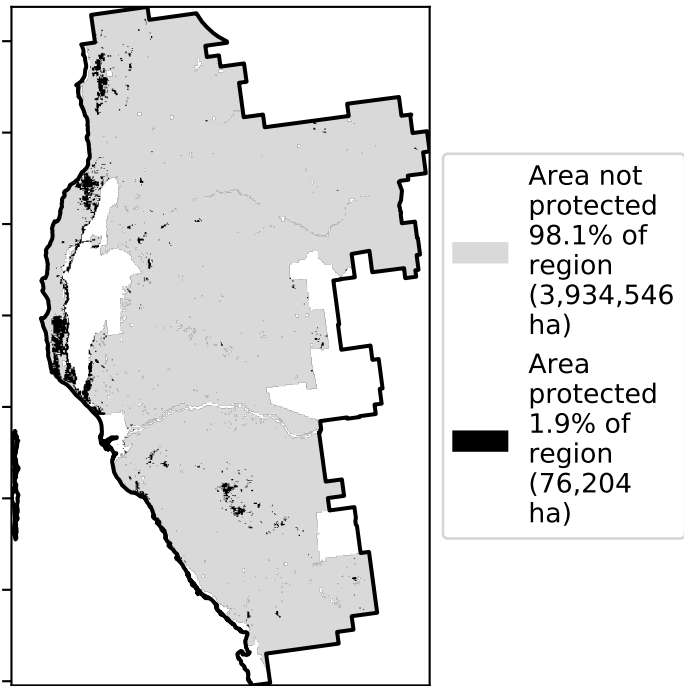 Area not
protected
98.1% of
region
(3,934,546
ha)
Area
protected
1.9% of
region
(76,204
ha)